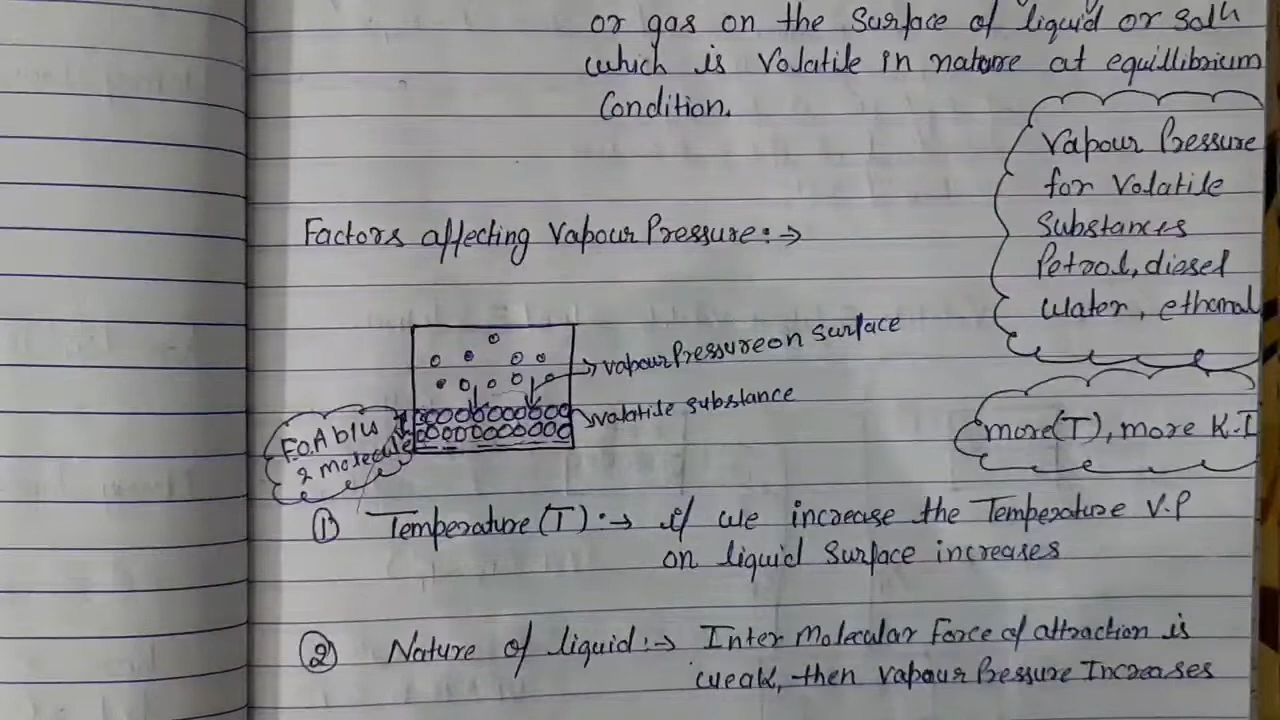 or gas on the surface of liquid or
which is volatile in nature at equillibrium
Condition.
Vapour Pressure
for volatile
Substances
Petrol, diesel
water, ethanal
Factors affecting Vapour Pressure:→
→ vapour Pressure on surface
volatile substance
F.O.A b/w
2 molecule
more(T), more K.I
① Temperature (T):→ if we increase the Temperature V.P
on liquid surface increases
② Nature of liquid:→ Inter Molecular Force of attraction is
weak, then vapour Pressure Increases